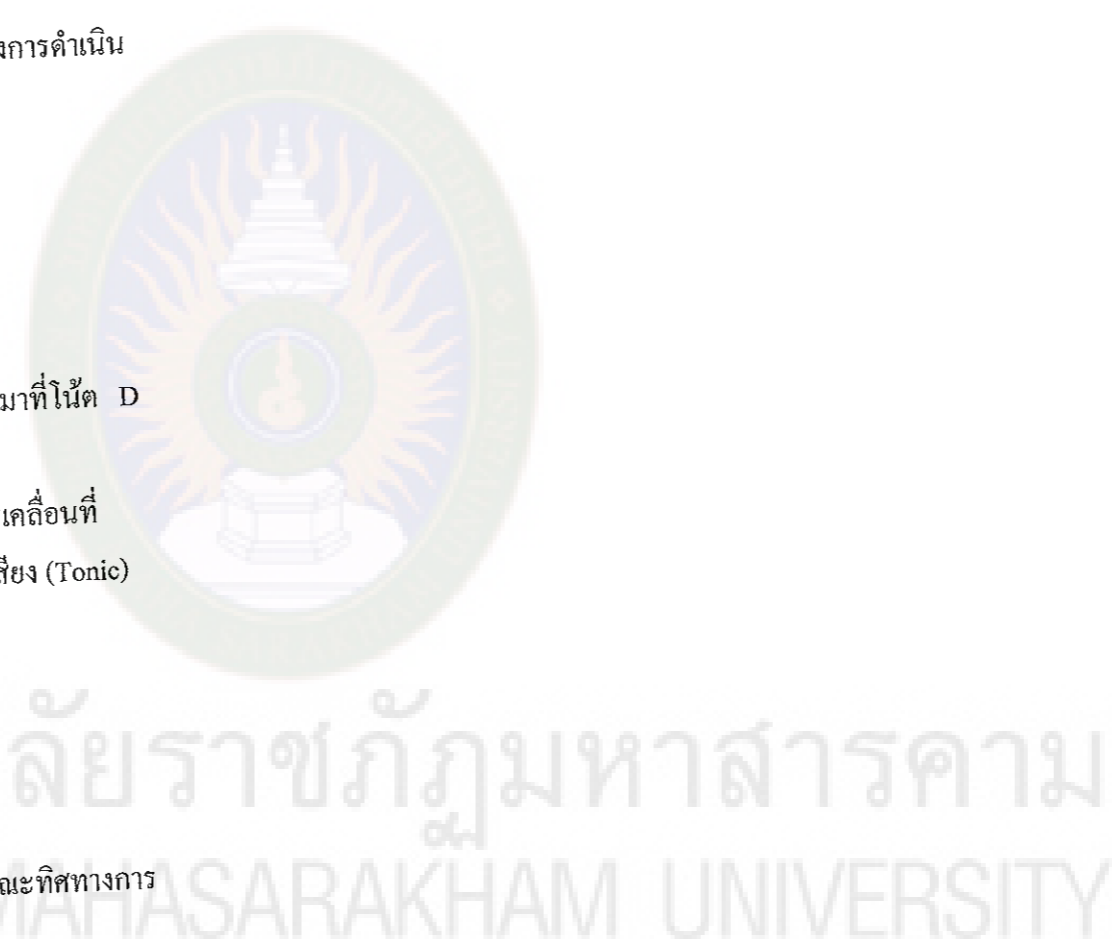 งการดำเนิน
มาที่โน้ต D
เคลื่อนที่
สียง (Tonic)
ลัยราชภัฏมหาสารคาม
ณะทิศทางการ
MAHASARAKHAM UNIVERSITY